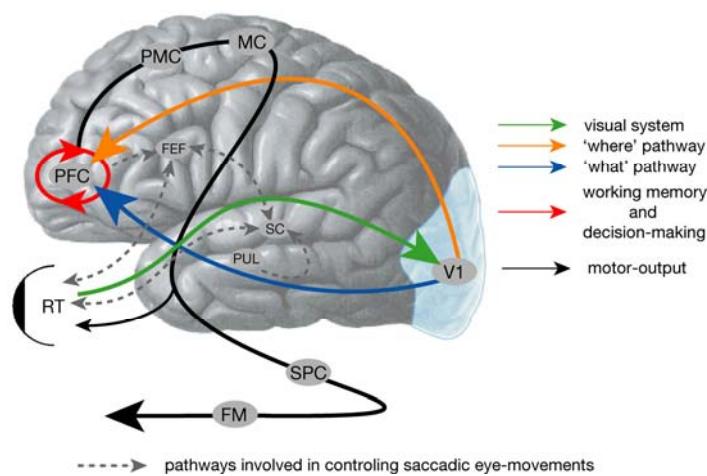 MC
PMC
FEF
PFC
SC
PUL
V1
RT
SPC
FM
visual system
'where' pathway
'what' pathway
working memory
and
decision-making
motor-output
pathways involved in controling saccadic eye-movements